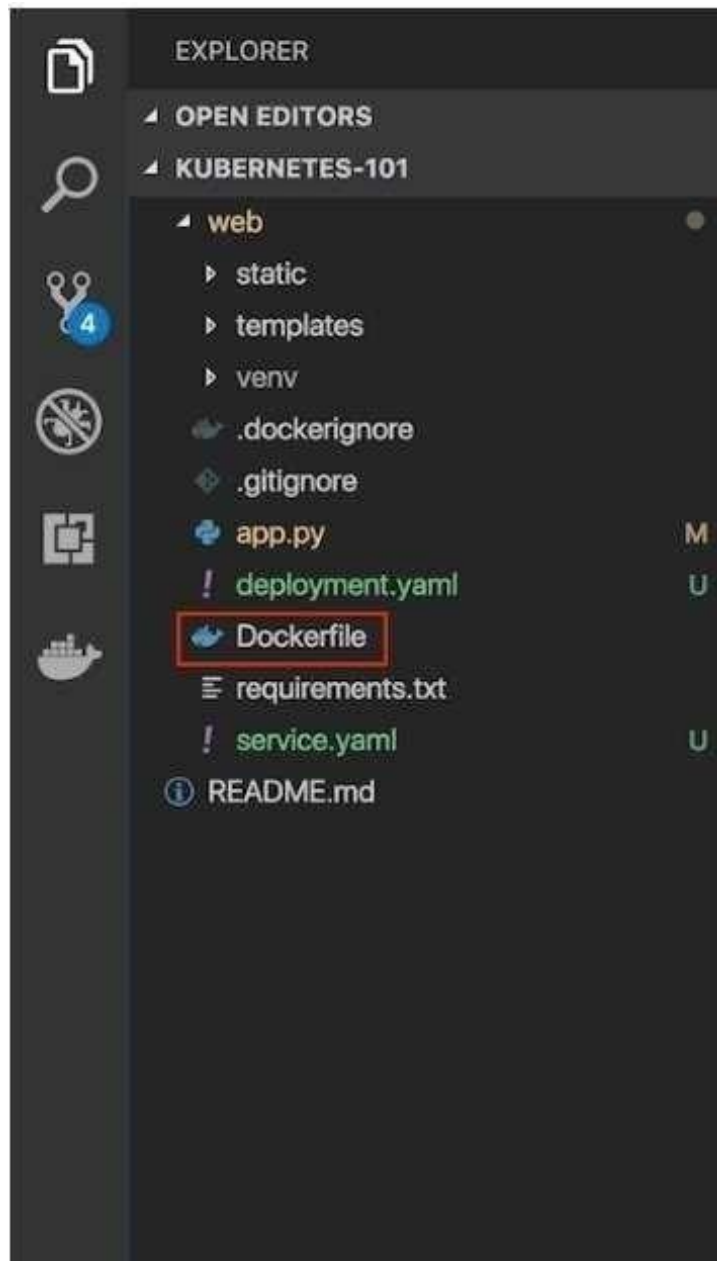 EXPLORER
OPEN EDITORS
KUBERNETES-101
web
static
4
templates
venv
.dockerignore
.gitignore
app.py M
! deployment.yaml U
Dockerfile
requirements.txt
! service.yaml U
README.md